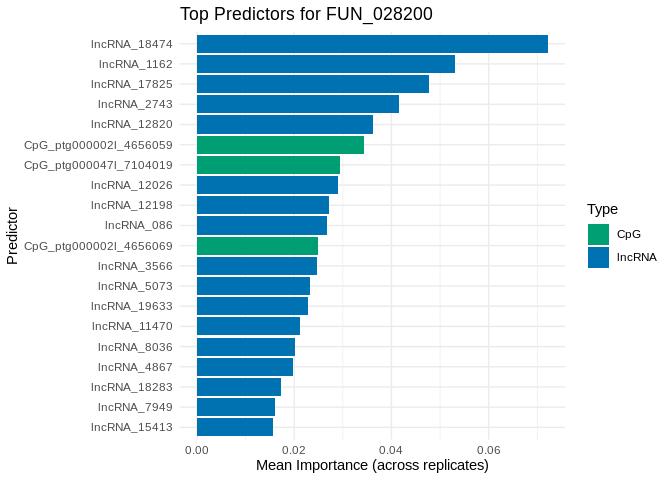 Top Predictors for FUN_028200
Predictor
lncRNA_18474
lncRNA_1162
lncRNA_17825
lncRNA_2743
lncRNA_12820
CpG_ptg000002l_4656059
CpG_ptg000047l_7104019
lncRNA_12026
lncRNA_12198
lncRNA_086
CpG_ptg000002l_4656069
lncRNA_3566
lncRNA_5073
lncRNA_19633
lncRNA_11470
lncRNA_8036
lncRNA_4867
lncRNA_18283
lncRNA_7949
lncRNA_15413
0.00 0.02 0.04 0.06
Mean Importance (across replicates)
Type
CpG
lncRNA